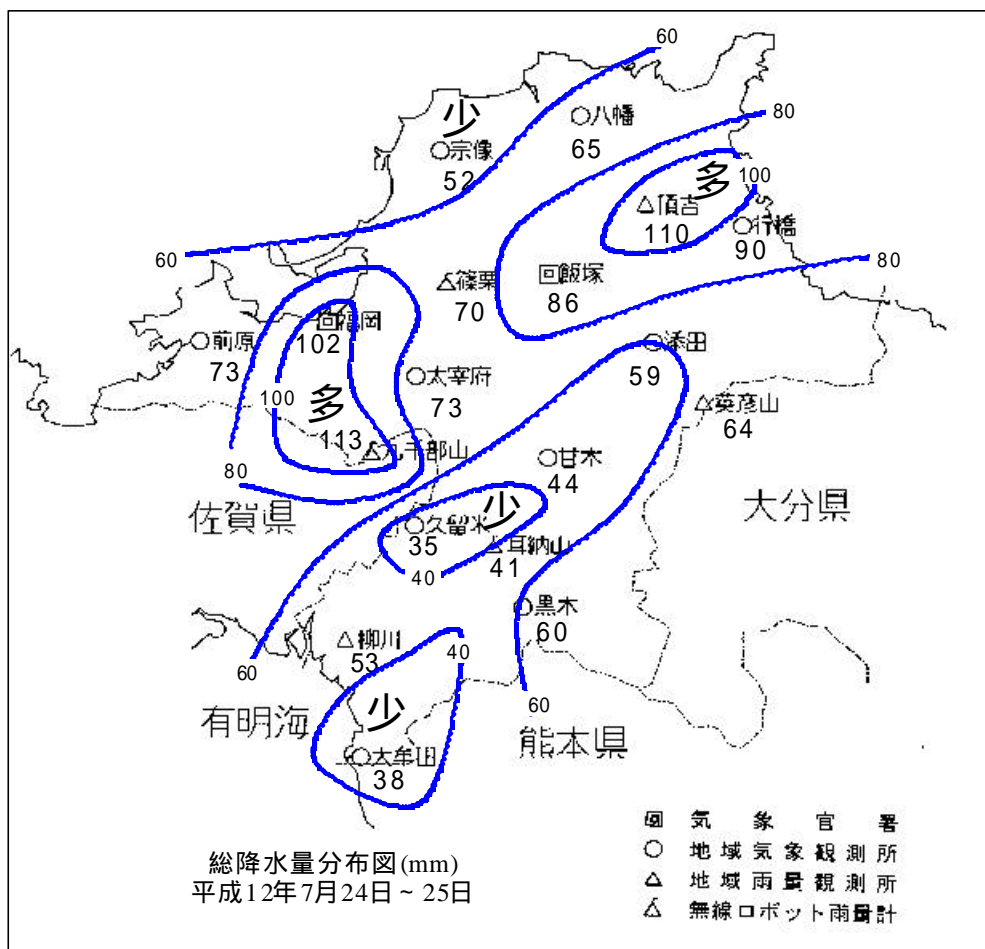 60
少
八幡
65
80
宗像
52
多
100
頂吉
110
行橋
90
60
80
篠栗
70
飯塚
86
福岡
102
前原
73
添田
59
太宰府
73
100
多
113
九千部山
英彦山
64
80
甘木
44
佐賀県
少
大分県
久留米
35
耳納山
41
40
黒木
60
柳川
53
40
60
60
少
有明海
熊本県
大牟田
38
総降水量分布図(mm)
平成12年7月24日~25日
気象官署
地域気象観測所
地域雨量観測所
無線ロボット雨量計